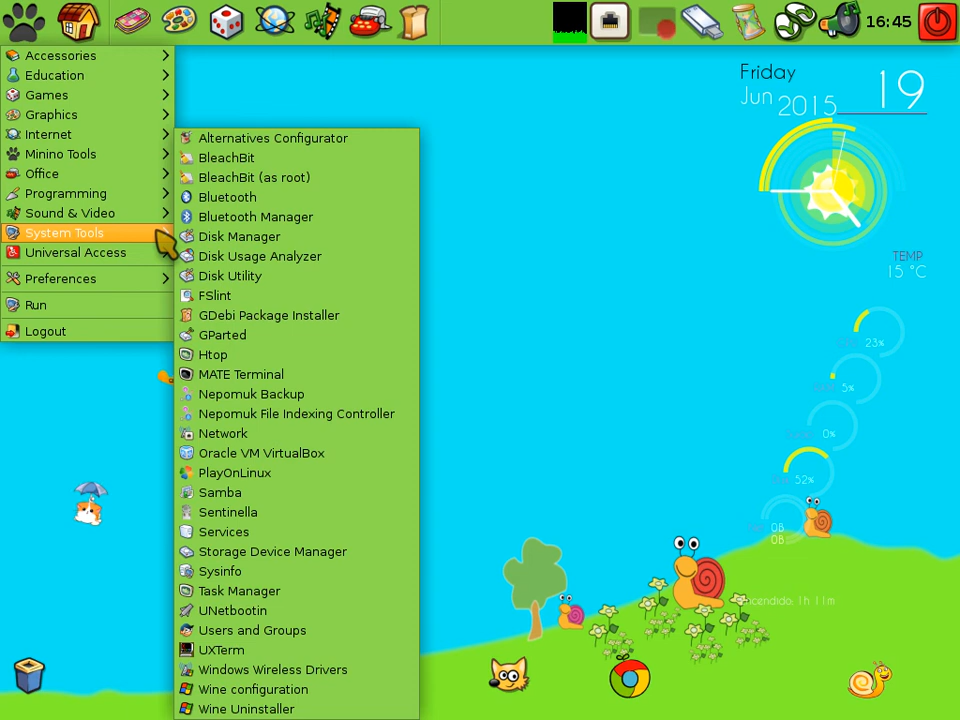 16:45
Accessories
Education
Games
Graphics
Internet
Minino Tools
Office
Programming
Sound & Video
System Tools
Universal Access
Preferences
Run
Logout
Alternatives Configurator
BleachBit
BleachBit (as root)
Bluetooth
Bluetooth Manager
Disk Manager
Disk Usage Analyzer
Disk Utility
FSlint
GDebi Package Installer
GParted
Htop
MATE Terminal
Nepomuk Backup
Nepomuk File Indexing Controller
Network
Oracle VM VirtualBox
PlayOnLinux
Samba
Sentinella
Services
Storage Device Manager
Sysinfo
Task Manager
UNetbootin
Users and Groups
UXTerm
Windows Wireless Drivers
Wine configuration
Wine Uninstaller
Friday
19
Jun 2015
TEMP
15 °C
23%
5%
0%
52%
0B
0B
Encendido: 1h 11m